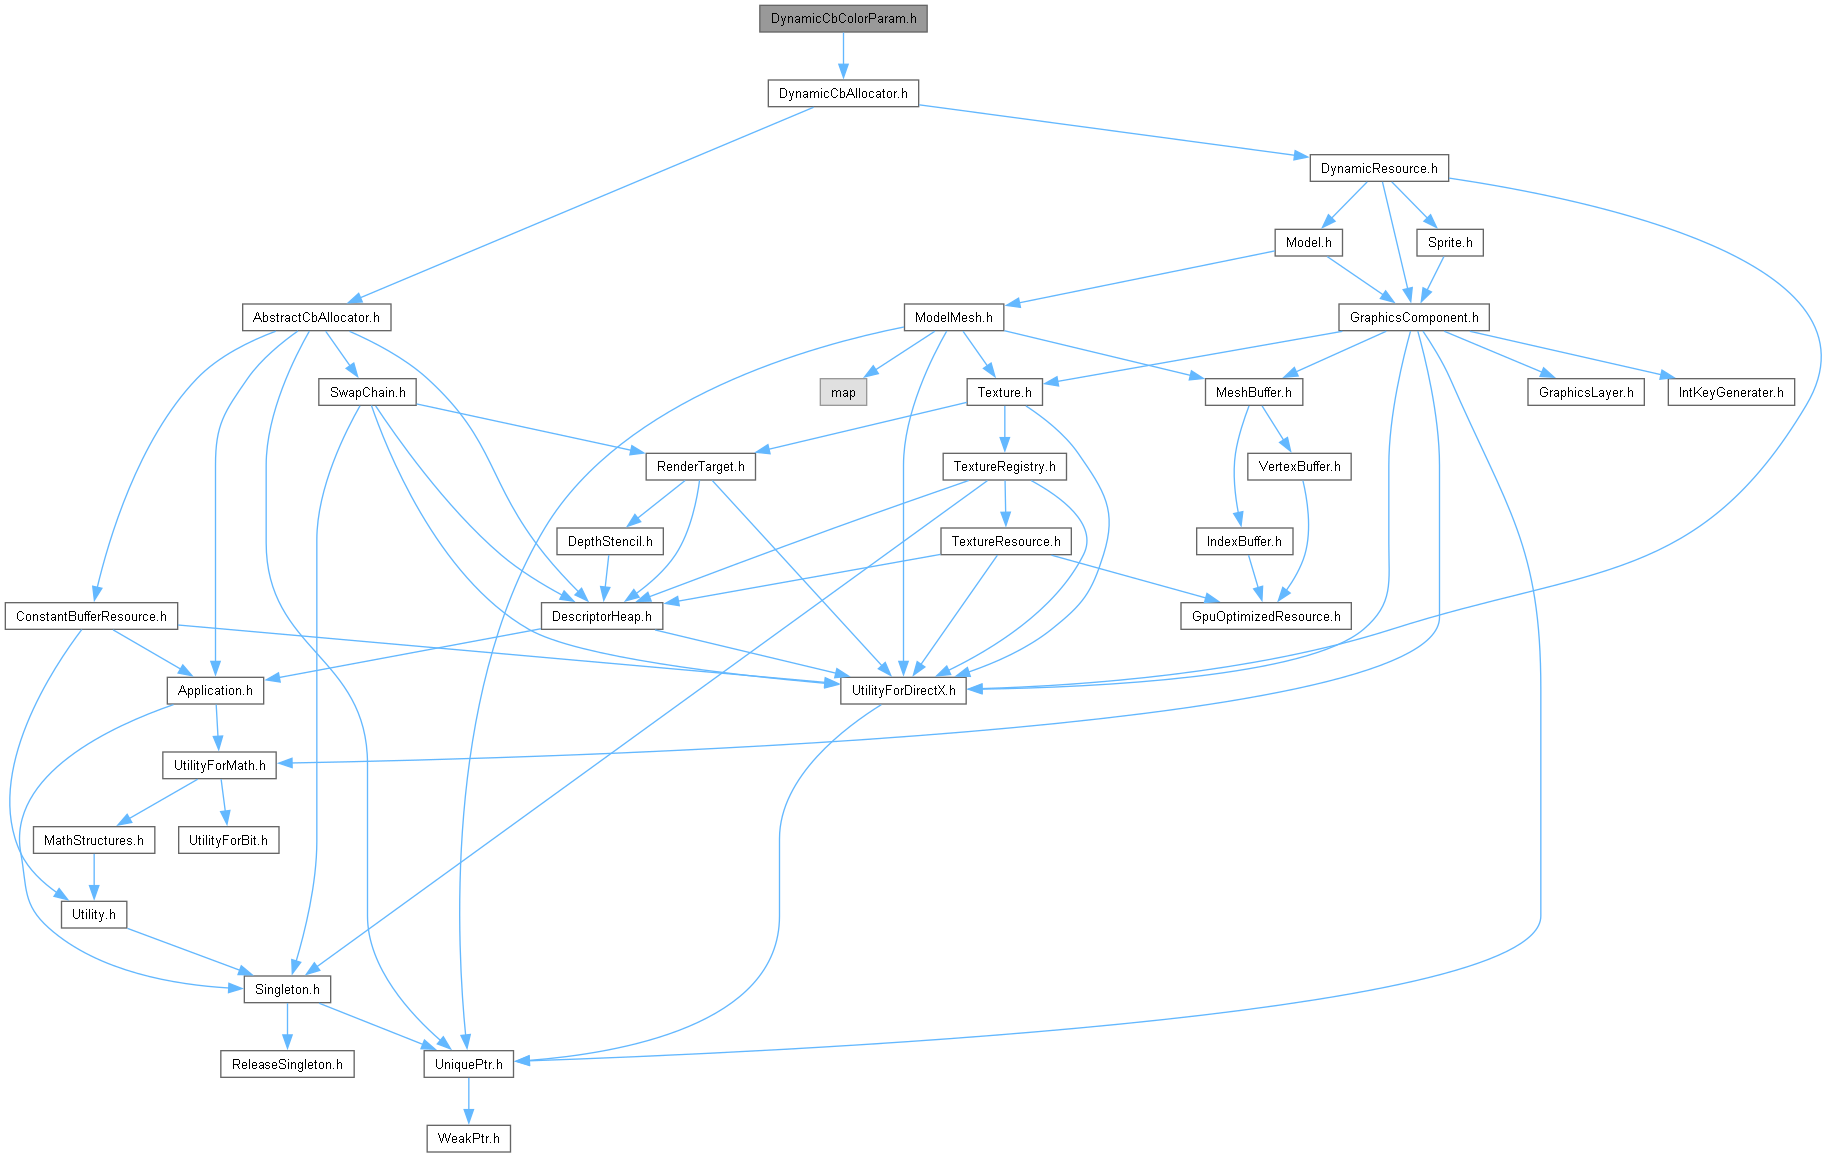 DynamicCbColorParam.h
DynamicCbAllocator.h
DynamicResource.h
Model.h
Sprite.h
AbstractCbAllocator.h
ModelMesh.h
GraphicsComponent.h
SwapChain.h
map
Texture.h
MeshBuffer.h
GraphicsLayer.h
IntKeyGenerater.h
RenderTarget.h
TextureRegistry.h
VertexBuffer.h
DepthStencil.h
TextureResource.h
IndexBuffer.h
ConstantBufferResource.h
DescriptorHeap.h
GpuOptimizedResource.h
Application.h
UtilityForDirectX.h
UtilityForMath.h
MathStructures.h
UtilityForBit.h
Utility.h
Singleton.h
ReleaseSingleton.h
UniquePtr.h
WeakPtr.h